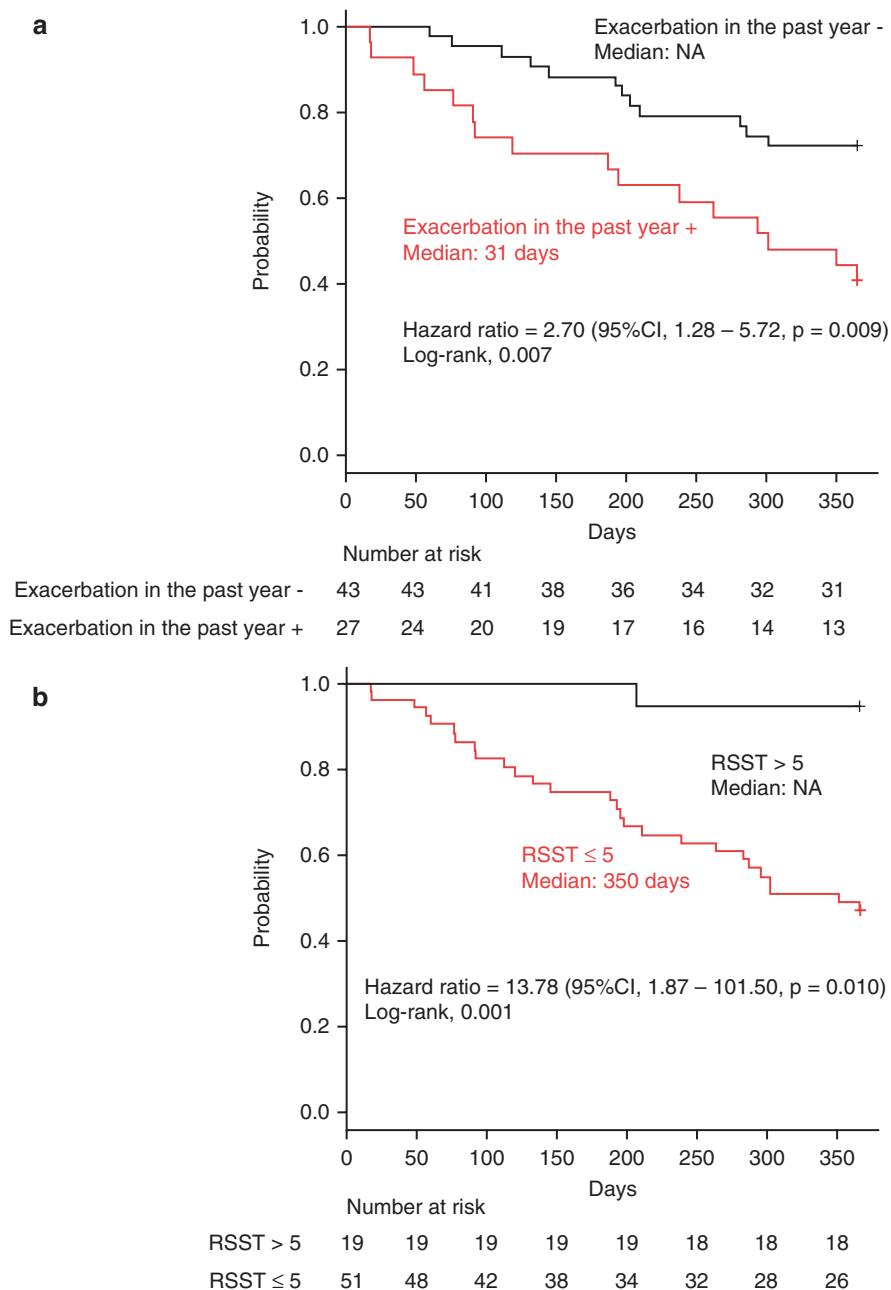 a
1.0
0.8
0.6
0.4
0.2
0.0
Probability
Exacerbation in the past year -
Median: NA
Exacerbation in the past year +
Median: 31 days
Hazard ratio = 2.70 (95%CI, 1.28 – 5.72, p = 0.009)
Log-rank, 0.007
0 50 100 150 200 250 300 350
Days
Number at risk
Exacerbation in the past year - 43 43 41 38 36 34 32 31
Exacerbation in the past year + 27 24 20 19 17 16 14 13
b
1.0
0.8
0.6
0.4
0.2
0.0
Probability
RSST > 5
Median: NA
RSST ≤ 5
Median: 350 days
Hazard ratio = 13.78 (95%CI, 1.87 – 101.50, p = 0.010)
Log-rank, 0.001
0 50 100 150 200 250 300 350
Days
Number at risk
RSST > 5 19 19 19 19 19 18 18 18
RSST ≤ 5 51 48 42 38 34 32 28 26